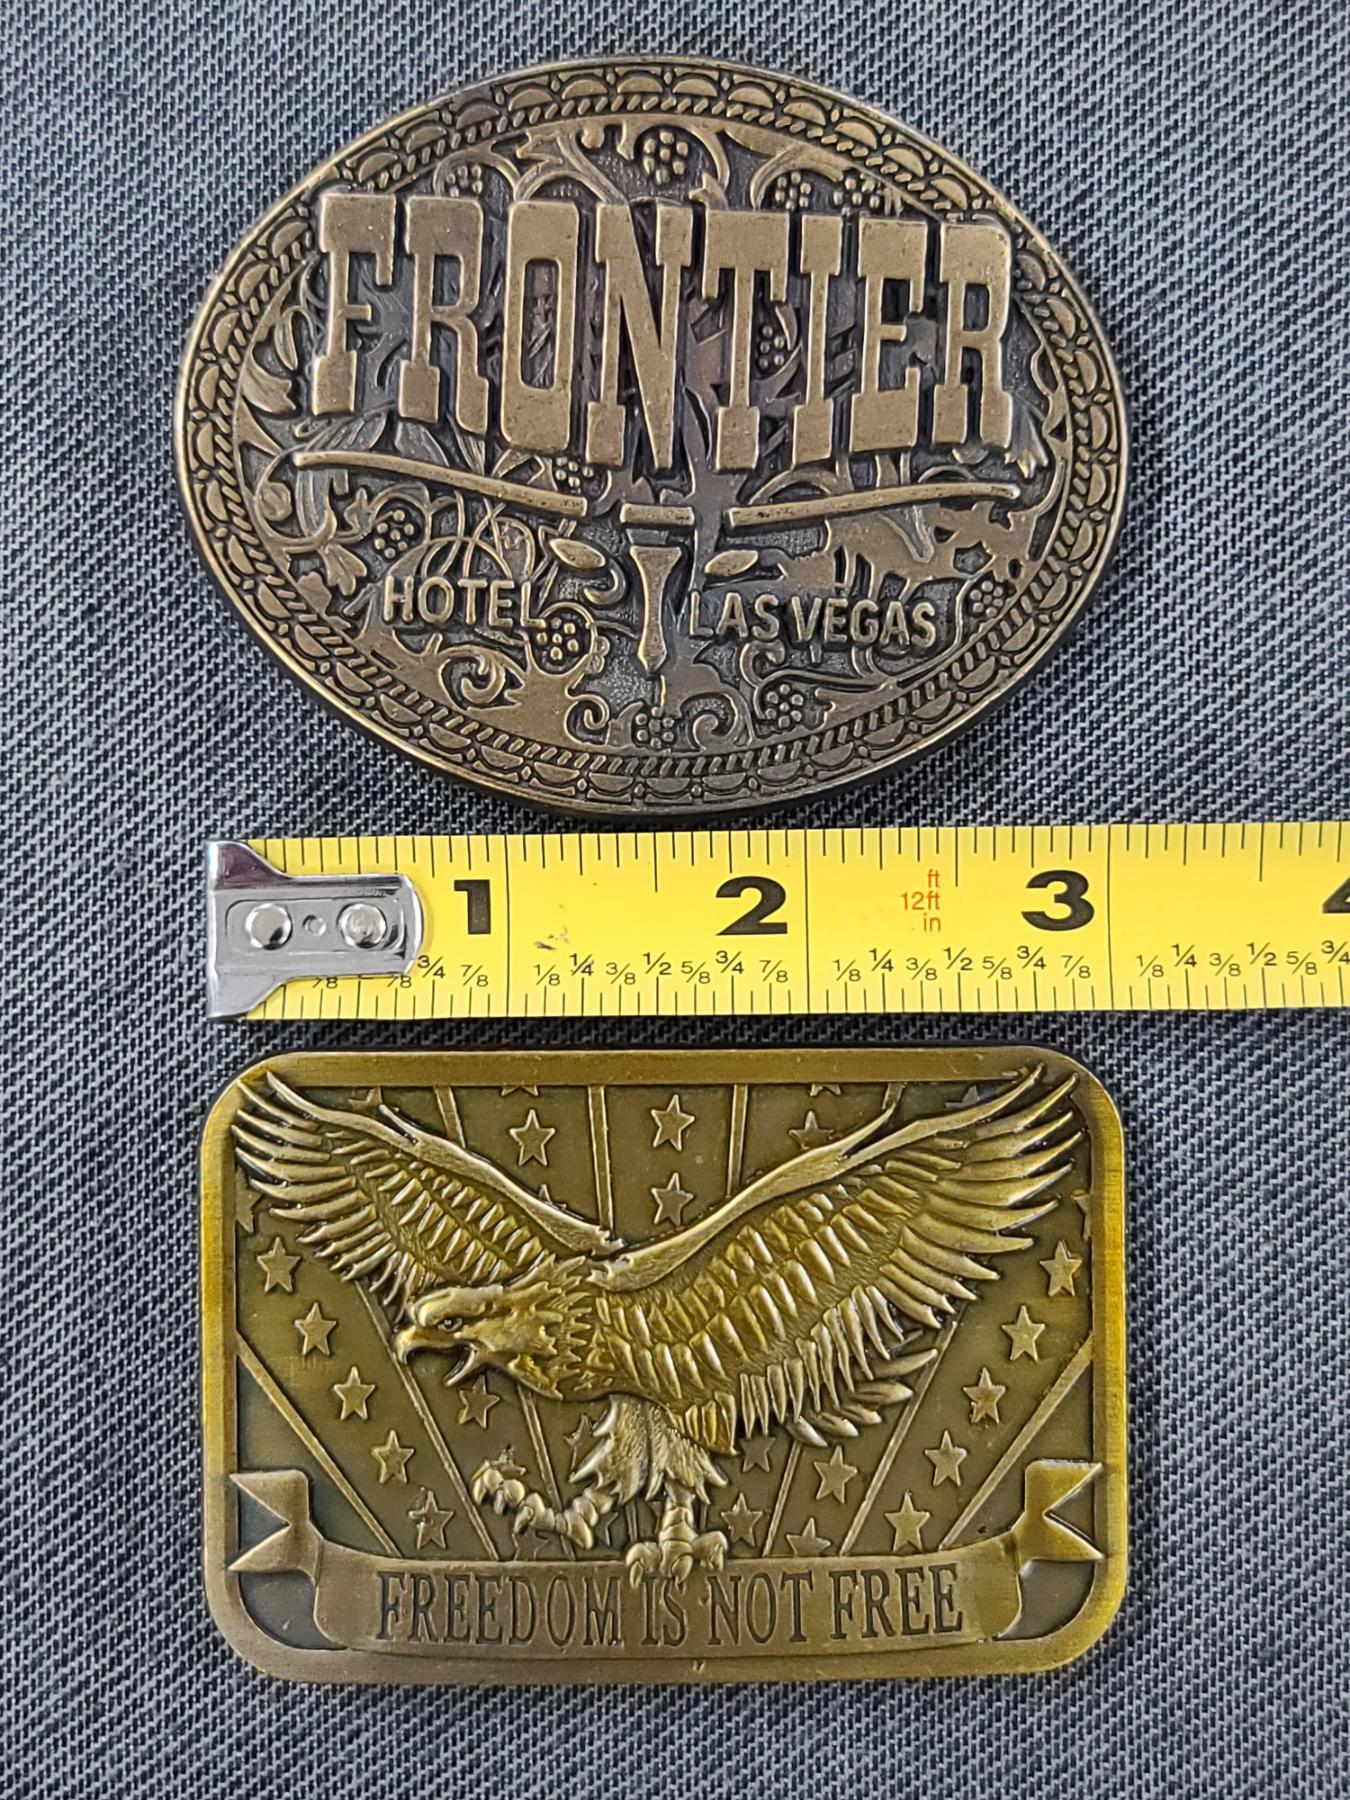 FRONTIER
HOTEL LAS VEGAS
ft
1 2 12ft 3
in
3/4 7/8 1/8 1/4 3/8 1/2 5/8 3/4 7/8 1/8 1/4 3/8 1/2 5/8 3/4 7/8 1/8 1/4 3/8 1/2 5/8 3/4
FREEDOM IS NOT FREE